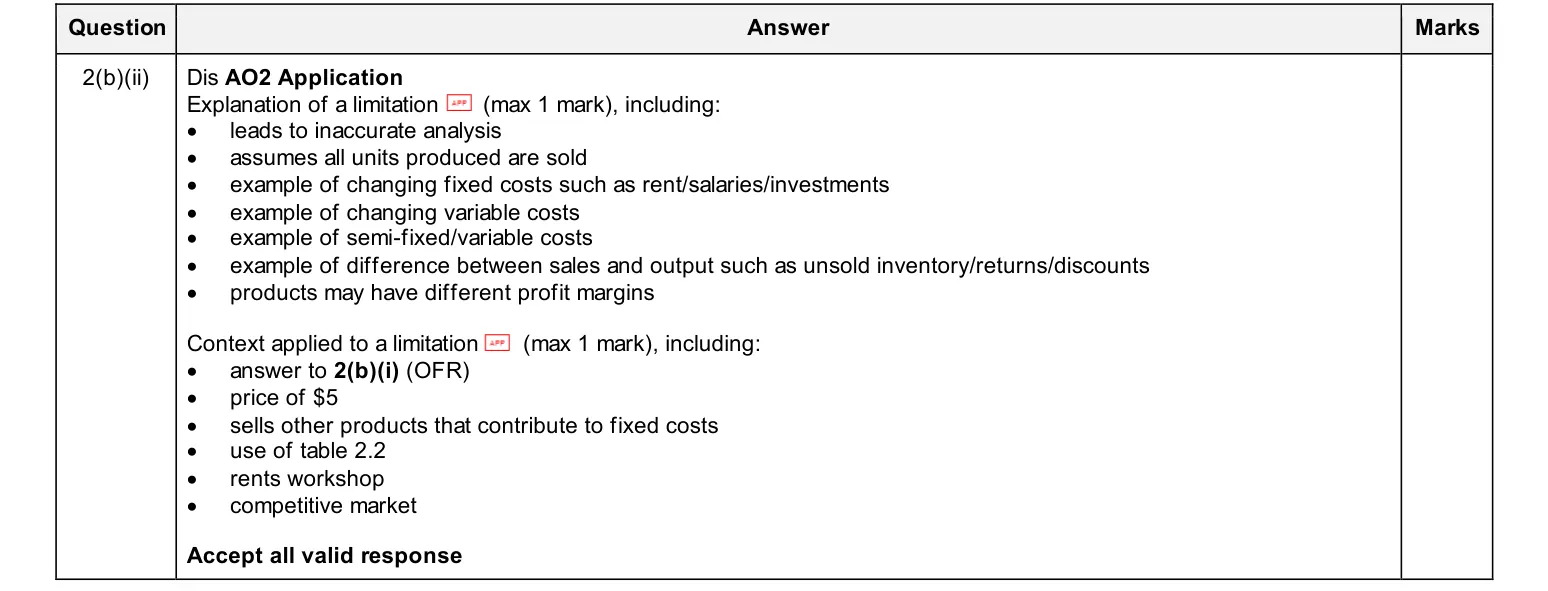 Question Answer Marks
2(b)(ii) Dis AO2 Application
Explanation of a limitation APP (max 1 mark), including:
• leads to inaccurate analysis
• assumes all units produced are sold
• example of changing fixed costs such as rent/salaries/investments
• example of changing variable costs
• example of semi-fixed/variable costs
• example of difference between sales and output such as unsold inventory/returns/discounts
• products may have different profit margins
Context applied to a limitation APP (max 1 mark), including:
• answer to 2(b)(i) (OFR)
• price of $5
• sells other products that contribute to fixed costs
• use of table 2.2
• rents workshop
• competitive market
Accept all valid response